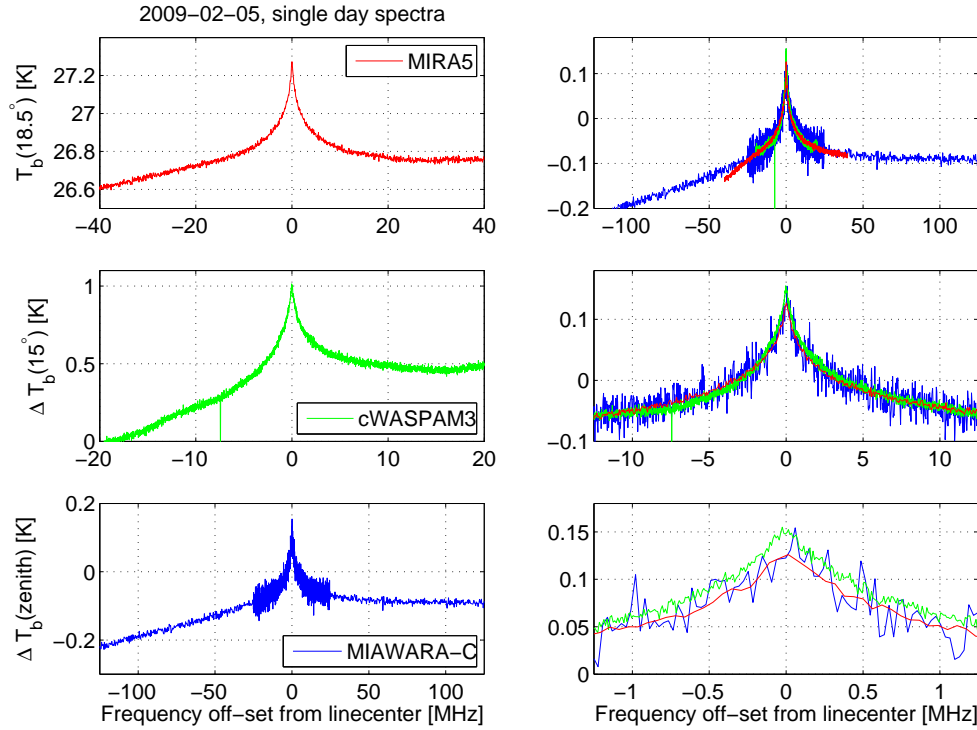 2009−02−05, single day spectra
T_b(18.5°) [K]
27.2
27
26.8
26.6
−40 −20 0 20 40
MIRA5
0.1
0
−0.1
−0.2
−100 −50 0 50 100
Δ T_b(15°) [K]
1
0.5
0
−20 −10 0 10 20
cWASPAM3
0.1
0
−0.1
−10 −5 0 5 10
Δ T_b(zenith) [K]
0.2
0
−0.2
−100 −50 0 50 100
MIAWARA−C
Frequency off−set from linecenter [MHz]
0.15
0.1
0.05
0
−1 −0.5 0 0.5 1
Frequency off−set from linecenter [MHz]